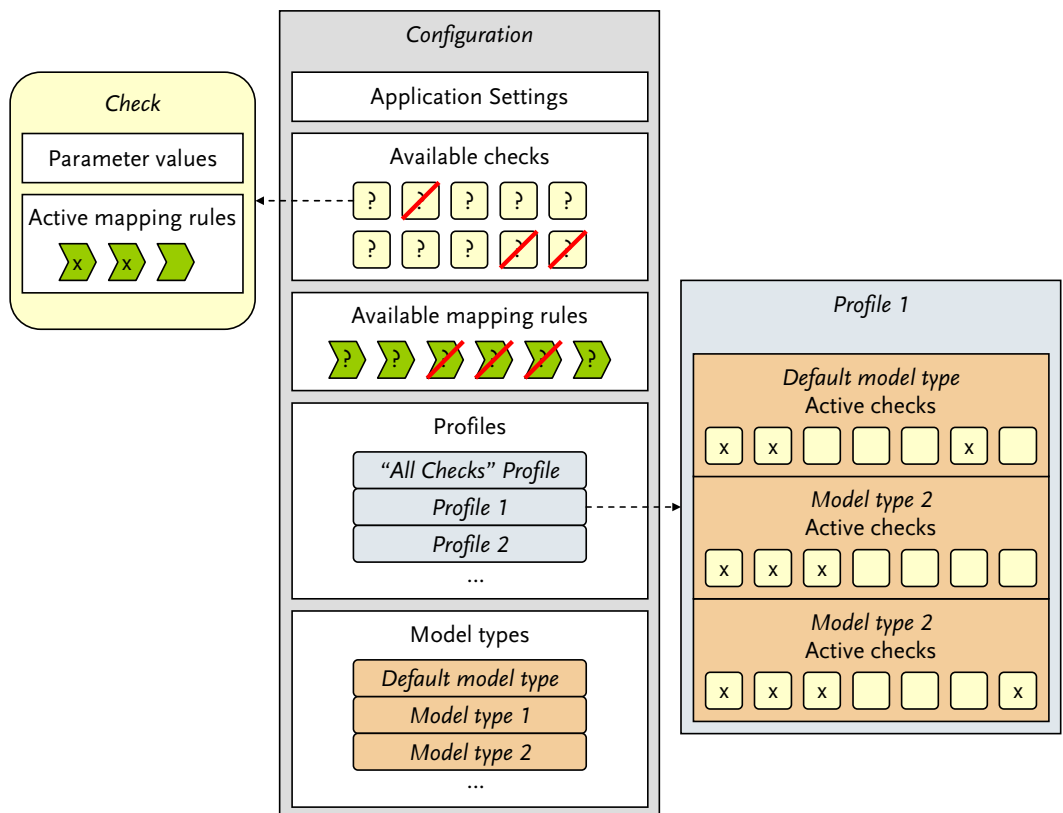 Configuration
Application Settings
Available checks
? ? ? ? ?
? ? ? ? ?
Available mapping rules
? ? ? ? ? ?
Profiles
“All Checks” Profile
Profile 1
Profile 2
...
Model types
Default model type
Model type 1
Model type 2
...
Check
Parameter values
Active mapping rules
x x
Profile 1
Default model type
Active checks
x x x
Model type 2
Active checks
x x x
Model type 2
Active checks
x x x x